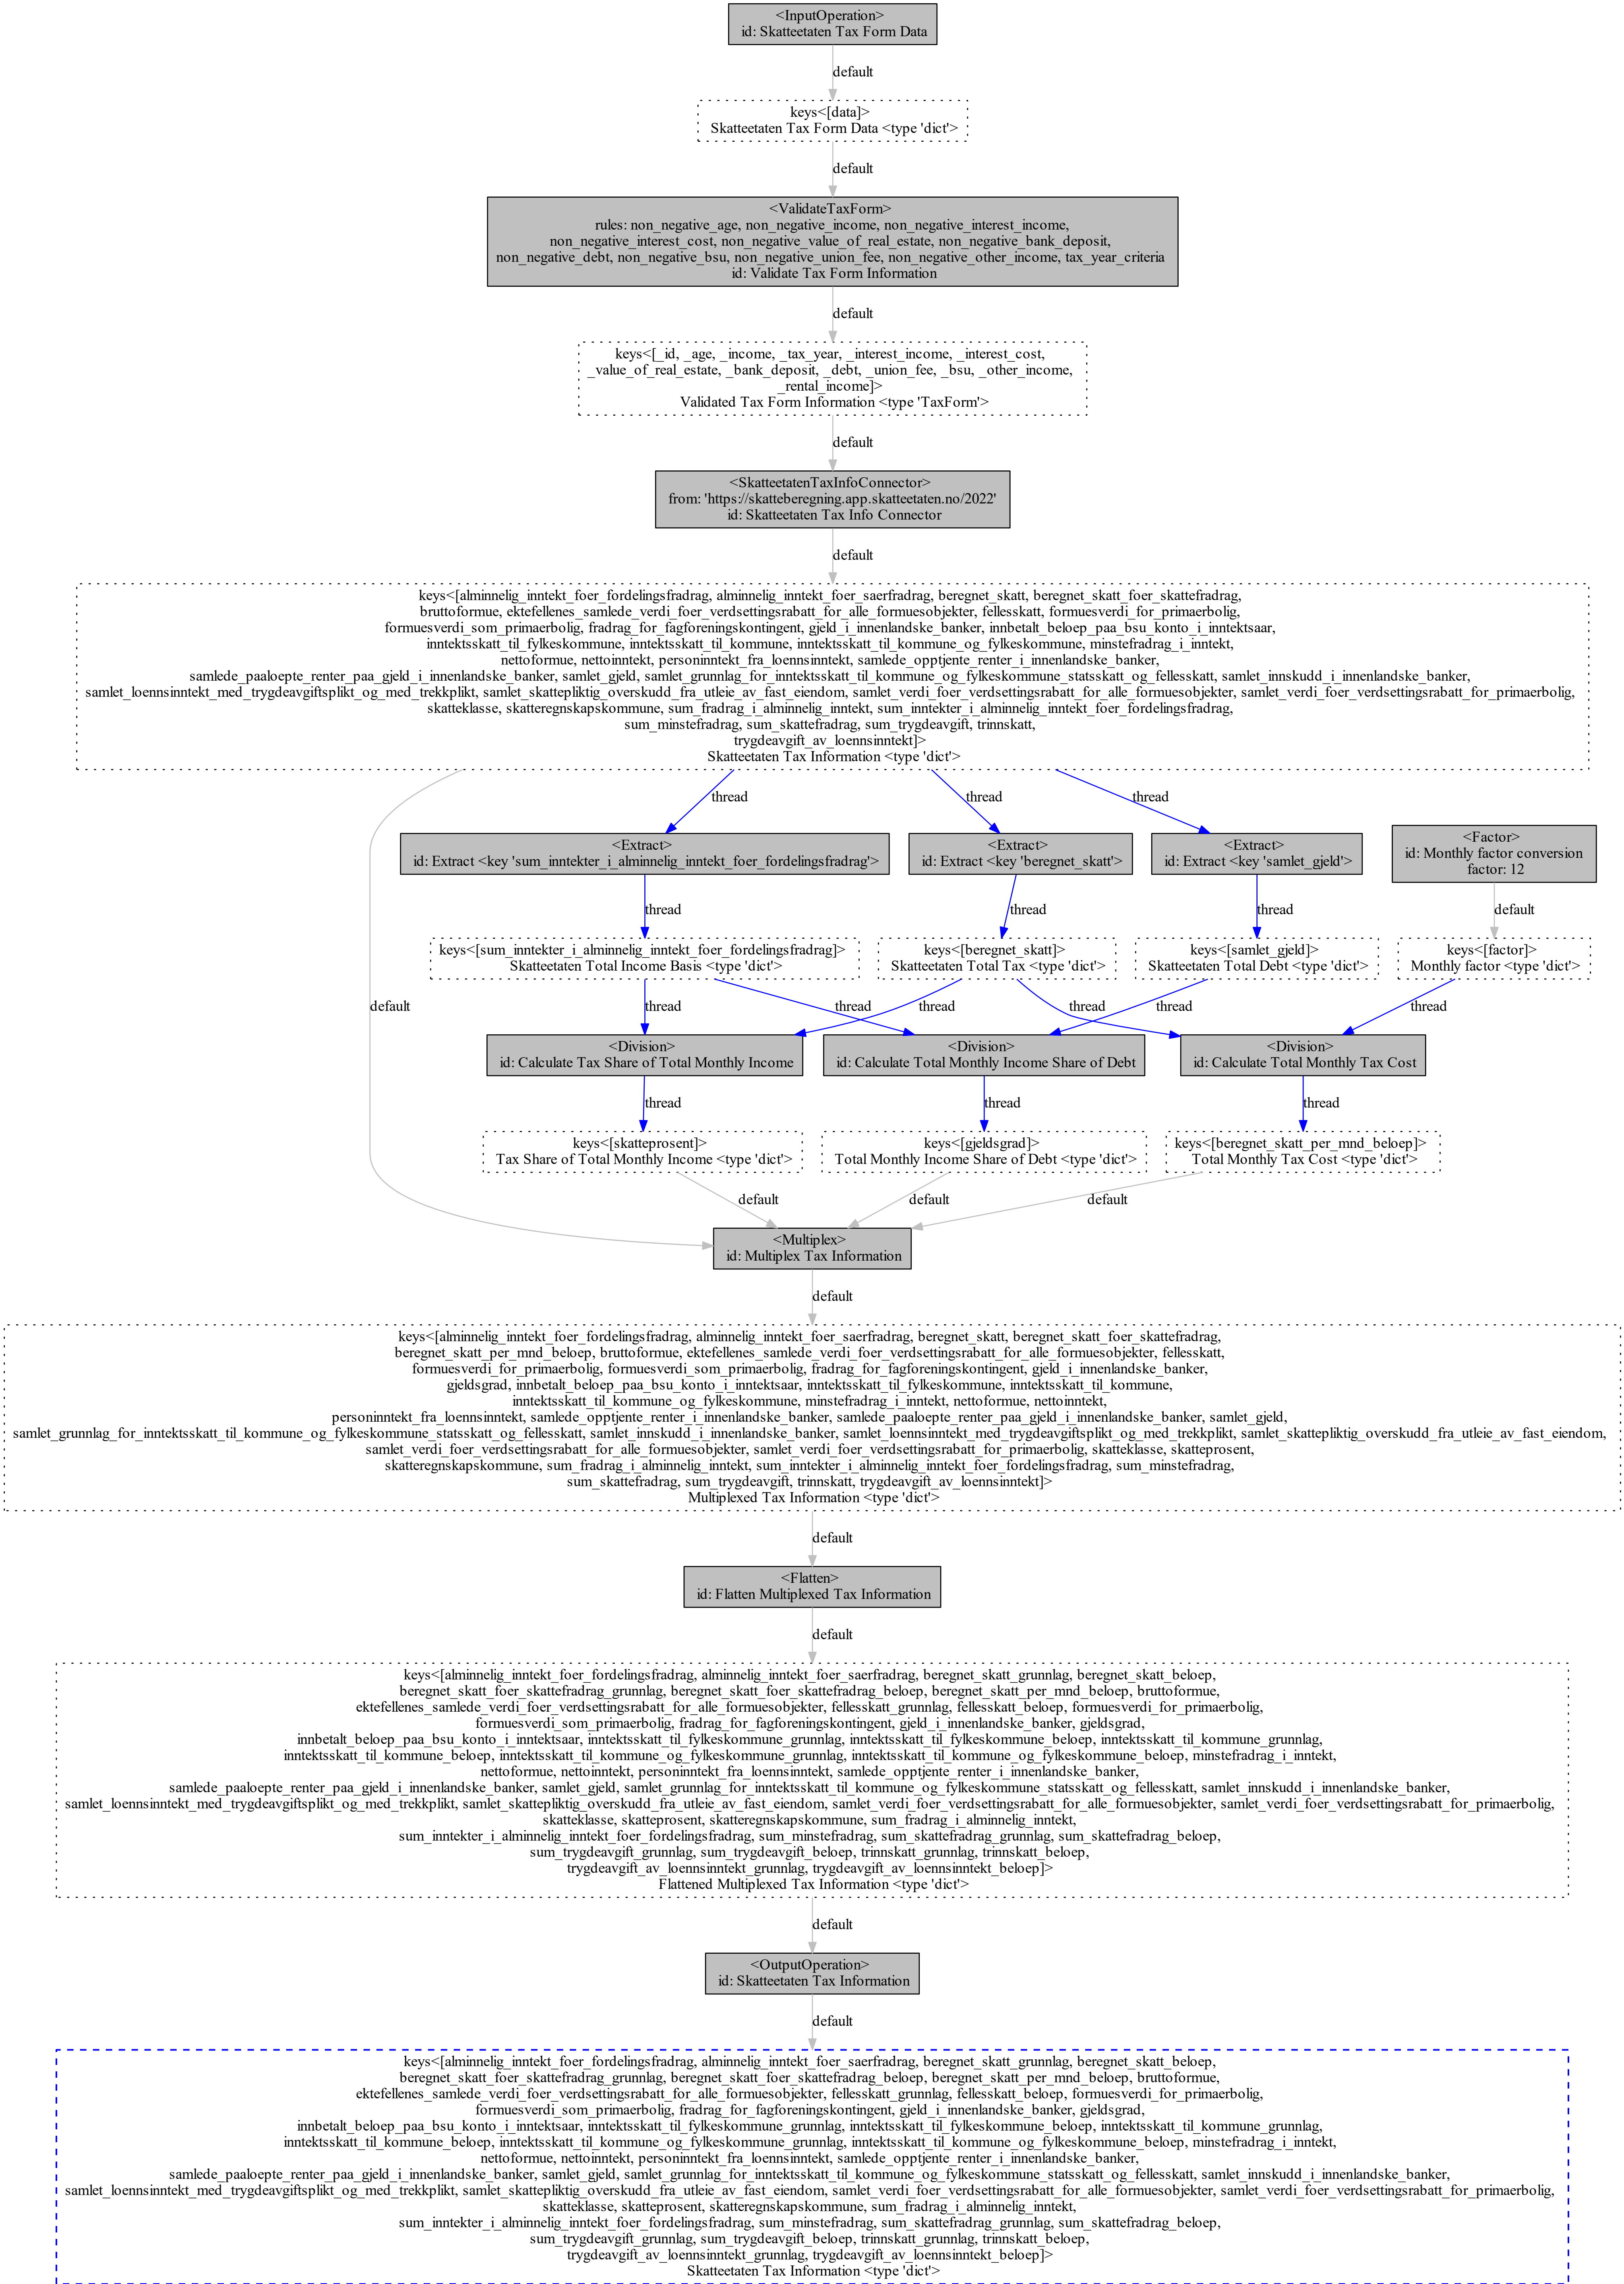 <InputOperation>
id: Skatteetaten Tax Form Data
default
keys<[data]>
Skatteetaten Tax Form Data <type 'dict'>
default
<ValidateTaxForm>
rules: non_negative_age, non_negative_income, non_negative_interest_income,
non_negative_interest_cost, non_negative_value_of_real_estate, non_negative_bank_deposit,
non_negative_debt, non_negative_bsu, non_negative_union_fee, non_negative_other_income, tax_year_criteria
id: Validate Tax Form Information
default
keys<[_id, _age, _income, _tax_year, _interest_income, _interest_cost,
_value_of_real_estate, _bank_deposit, _debt, _union_fee, _bsu, _other_income,
_rental_income]>
Validated Tax Form Information <type 'TaxForm'>
default
<SkatteetatenTaxInfoConnector>
from: 'https://skatteberegning.app.skatteetaten.no/2022'
id: Skatteetaten Tax Info Connector
default
keys<[alminnelig_inntekt_foer_fordelingsfradrag, alminnelig_inntekt_foer_saerfradrag, beregnet_skatt, beregnet_skatt_foer_skattefradrag,
bruttoformue, ektefellenes_samlede_verdi_foer_verdsettingsrabatt_for_alle_formuesobjekter, fellesskatt, formuesverdi_for_primaerbolig,
formuesverdi_som_primaerbolig, fradrag_for_fagforeningskontingent, gjeld_i_innenlandske_banker, innbetalt_beloep_paa_bsu_konto_i_inntektsaar,
inntektsskatt_til_fylkeskommune, inntektsskatt_til_kommune, inntektsskatt_til_kommune_og_fylkeskommune, minstefradrag_i_inntekt,
nettoformue, nettoinntekt, personinntekt_fra_loennsinntekt, samlede_opptjente_renter_i_innenlandske_banker,
samlede_paaloepte_renter_paa_gjeld_i_innenlandske_banker, samlet_gjeld, samlet_grunnlag_for_inntektsskatt_til_kommune_og_fylkeskommune_statsskatt_og_fellesskatt, samlet_innskudd_i_innenlandske_banker,
samlet_loennsinntekt_med_trygdeavgiftsplikt_og_med_trekkplikt, samlet_skattepliktig_overskudd_fra_utleie_av_fast_eiendom, samlet_verdi_foer_verdsettingsrabatt_for_alle_formuesobjekter, samlet_verdi_foer_verdsettingsrabatt_for_primaerbolig,
skatteklasse, skatteregnskapskommune, sum_fradrag_i_alminnelig_inntekt, sum_inntekter_i_alminnelig_inntekt_foer_fordelingsfradrag,
sum_minstefradrag, sum_skattefradrag, sum_trygdeavgift, trinnskatt,
trygdeavgift_av_loennsinntekt]>
Skatteetaten Tax Information <type 'dict'>
thread thread thread
<Extract>
id: Extract <key 'sum_inntekter_i_alminnelig_inntekt_foer_fordelingsfradrag'>
<Extract>
id: Extract <key 'beregnet_skatt'>
<Extract>
id: Extract <key 'samlet_gjeld'>
<Factor>
id: Monthly factor conversion
factor: 12
thread thread thread default
keys<[sum_inntekter_i_alminnelig_inntekt_foer_fordelingsfradrag]>
Skatteetaten Total Income Basis <type 'dict'>
keys<[beregnet_skatt]>
Skatteetaten Total Tax <type 'dict'>
keys<[samlet_gjeld]>
Skatteetaten Total Debt <type 'dict'>
keys<[factor]>
Monthly factor <type 'dict'>
default thread thread thread thread thread thread
<Division>
id: Calculate Tax Share of Total Monthly Income
<Division>
id: Calculate Total Monthly Income Share of Debt
<Division>
id: Calculate Total Monthly Tax Cost
thread thread thread
keys<[skatteprosent]>
Tax Share of Total Monthly Income <type 'dict'>
keys<[gjeldsgrad]>
Total Monthly Income Share of Debt <type 'dict'>
keys<[beregnet_skatt_per_mnd_beloep]>
Total Monthly Tax Cost <type 'dict'>
default default default
<Multiplex>
id: Multiplex Tax Information
default
keys<[alminnelig_inntekt_foer_fordelingsfradrag, alminnelig_inntekt_foer_saerfradrag, beregnet_skatt, beregnet_skatt_foer_skattefradrag,
beregnet_skatt_per_mnd_beloep, bruttoformue, ektefellenes_samlede_verdi_foer_verdsettingsrabatt_for_alle_formuesobjekter, fellesskatt,
formuesverdi_for_primaerbolig, formuesverdi_som_primaerbolig, fradrag_for_fagforeningskontingent, gjeld_i_innenlandske_banker,
gjeldsgrad, innbetalt_beloep_paa_bsu_konto_i_inntektsaar, inntektsskatt_til_fylkeskommune, inntektsskatt_til_kommune,
inntektsskatt_til_kommune_og_fylkeskommune, minstefradrag_i_inntekt, nettoformue, nettoinntekt,
personinntekt_fra_loennsinntekt, samlede_opptjente_renter_i_innenlandske_banker, samlede_paaloepte_renter_paa_gjeld_i_innenlandske_banker, samlet_gjeld,
samlet_grunnlag_for_inntektsskatt_til_kommune_og_fylkeskommune_statsskatt_og_fellesskatt, samlet_innskudd_i_innenlandske_banker, samlet_loennsinntekt_med_trygdeavgiftsplikt_og_med_trekkplikt, samlet_skattepliktig_overskudd_fra_utleie_av_fast_eiendom,
samlet_verdi_foer_verdsettingsrabatt_for_alle_formuesobjekter, samlet_verdi_foer_verdsettingsrabatt_for_primaerbolig, skatteklasse, skatteprosent,
skatteregnskapskommune, sum_fradrag_i_alminnelig_inntekt, sum_inntekter_i_alminnelig_inntekt_foer_fordelingsfradrag, sum_minstefradrag,
sum_skattefradrag, sum_trygdeavgift, trinnskatt, trygdeavgift_av_loennsinntekt]>
Multiplexed Tax Information <type 'dict'>
default
<Flatten>
id: Flatten Multiplexed Tax Information
default
keys<[alminnelig_inntekt_foer_fordelingsfradrag, alminnelig_inntekt_foer_saerfradrag, beregnet_skatt_grunnlag, beregnet_skatt_beloep,
beregnet_skatt_foer_skattefradrag_grunnlag, beregnet_skatt_foer_skattefradrag_beloep, beregnet_skatt_per_mnd_beloep, bruttoformue,
ektefellenes_samlede_verdi_foer_verdsettingsrabatt_for_alle_formuesobjekter, fellesskatt_grunnlag, fellesskatt_beloep, formuesverdi_for_primaerbolig,
formuesverdi_som_primaerbolig, fradrag_for_fagforeningskontingent, gjeld_i_innenlandske_banker, gjeldsgrad,
innbetalt_beloep_paa_bsu_konto_i_inntektsaar, inntektsskatt_til_fylkeskommune_grunnlag, inntektsskatt_til_fylkeskommune_beloep, inntektsskatt_til_kommune_grunnlag,
inntektsskatt_til_kommune_beloep, inntektsskatt_til_kommune_og_fylkeskommune_grunnlag, inntektsskatt_til_kommune_og_fylkeskommune_beloep, minstefradrag_i_inntekt,
nettoformue, nettoinntekt, personinntekt_fra_loennsinntekt, samlede_opptjente_renter_i_innenlandske_banker,
samlede_paaloepte_renter_paa_gjeld_i_innenlandske_banker, samlet_gjeld, samlet_grunnlag_for_inntektsskatt_til_kommune_og_fylkeskommune_statsskatt_og_fellesskatt, samlet_innskudd_i_innenlandske_banker,
samlet_loennsinntekt_med_trygdeavgiftsplikt_og_med_trekkplikt, samlet_skattepliktig_overskudd_fra_utleie_av_fast_eiendom, samlet_verdi_foer_verdsettingsrabatt_for_alle_formuesobjekter, samlet_verdi_foer_verdsettingsrabatt_for_primaerbolig,
skatteklasse, skatteprosent, skatteregnskapskommune, sum_fradrag_i_alminnelig_inntekt,
sum_inntekter_i_alminnelig_inntekt_foer_fordelingsfradrag, sum_minstefradrag, sum_skattefradrag_grunnlag, sum_skattefradrag_beloep,
sum_trygdeavgift_grunnlag, sum_trygdeavgift_beloep, trinnskatt_grunnlag, trinnskatt_beloep,
trygdeavgift_av_loennsinntekt_grunnlag, trygdeavgift_av_loennsinntekt_beloep]>
Flattened Multiplexed Tax Information <type 'dict'>
default
<OutputOperation>
id: Skatteetaten Tax Information
default
keys<[alminnelig_inntekt_foer_fordelingsfradrag, alminnelig_inntekt_foer_saerfradrag, beregnet_skatt_grunnlag, beregnet_skatt_beloep,
beregnet_skatt_foer_skattefradrag_grunnlag, beregnet_skatt_foer_skattefradrag_beloep, beregnet_skatt_per_mnd_beloep, bruttoformue,
ektefellenes_samlede_verdi_foer_verdsettingsrabatt_for_alle_formuesobjekter, fellesskatt_grunnlag, fellesskatt_beloep, formuesverdi_for_primaerbolig,
formuesverdi_som_primaerbolig, fradrag_for_fagforeningskontingent, gjeld_i_innenlandske_banker, gjeldsgrad,
innbetalt_beloep_paa_bsu_konto_i_inntektsaar, inntektsskatt_til_fylkeskommune_grunnlag, inntektsskatt_til_fylkeskommune_beloep, inntektsskatt_til_kommune_grunnlag,
inntektsskatt_til_kommune_beloep, inntektsskatt_til_kommune_og_fylkeskommune_grunnlag, inntektsskatt_til_kommune_og_fylkeskommune_beloep, minstefradrag_i_inntekt,
nettoformue, nettoinntekt, personinntekt_fra_loennsinntekt, samlede_opptjente_renter_i_innenlandske_banker,
samlede_paaloepte_renter_paa_gjeld_i_innenlandske_banker, samlet_gjeld, samlet_grunnlag_for_inntektsskatt_til_kommune_og_fylkeskommune_statsskatt_og_fellesskatt, samlet_innskudd_i_innenlandske_banker,
samlet_loennsinntekt_med_trygdeavgiftsplikt_og_med_trekkplikt, samlet_skattepliktig_overskudd_fra_utleie_av_fast_eiendom, samlet_verdi_foer_verdsettingsrabatt_for_alle_formuesobjekter, samlet_verdi_foer_verdsettingsrabatt_for_primaerbolig,
skatteklasse, skatteprosent, skatteregnskapskommune, sum_fradrag_i_alminnelig_inntekt,
sum_inntekter_i_alminnelig_inntekt_foer_fordelingsfradrag, sum_minstefradrag, sum_skattefradrag_grunnlag, sum_skattefradrag_beloep,
sum_trygdeavgift_grunnlag, sum_trygdeavgift_beloep, trinnskatt_grunnlag, trinnskatt_beloep,
trygdeavgift_av_loennsinntekt_grunnlag, trygdeavgift_av_loennsinntekt_beloep]>
Skatteetaten Tax Information <type 'dict'>